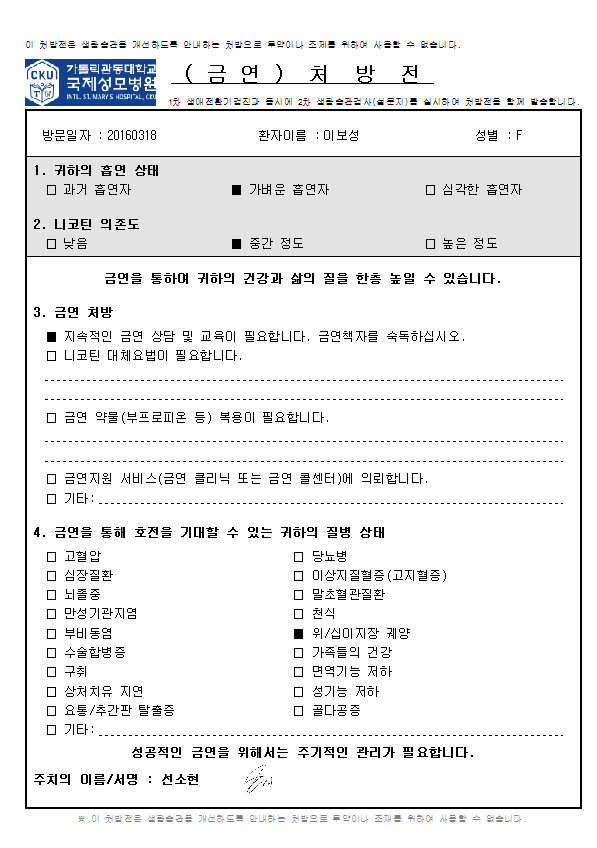 이 처방전은 생활습관을 개선하도록 안내하는 처방으로 투약이나 조제를 위하여 사용할 수 없습니다.
CKU 가톨릭관동대학교
국제성모병원
INTL. ST. MARY'S HOSPITAL, CKU
( 금 연 ) 처 방 전
1차 생애전환기검진과 동시에 2차 생활습관검사(설문지)를 실시하여 처방전을 함께 발송합니다.
방문일자 : 20160318 환자이름 : 이보성 성별 : F
1. 귀하의 흡연 상태
□ 과거 흡연자 ■ 가벼운 흡연자 □ 심각한 흡연자
2. 니코틴 의존도
□ 낮음 ■ 중간 정도 □ 높은 정도
금연을 통하여 귀하의 건강과 삶의 질을 한층 높일 수 있습니다.
3. 금연 처방
■ 지속적인 금연 상담 및 교육이 필요합니다. 금연책자를 숙독하십시오.
□ 니코틴 대체요법이 필요합니다.
□ 금연 약물(부프로피온 등) 복용이 필요합니다.
□ 금연지원 서비스(금연 클리닉 또는 금연 콜센터)에 의뢰합니다.
□ 기타:
4. 금연을 통해 호전을 기대할 수 있는 귀하의 질병 상태
□ 고혈압 □ 당뇨병
□ 심장질환 □ 이상지질혈증(고지혈증)
□ 뇌졸중 □ 말초혈관질환
□ 만성기관지염 □ 천식
□ 부비동염 ■ 위/십이지장 궤양
□ 수술합병증 □ 가족들의 건강
□ 구취 □ 면역기능 저하
□ 상처치유 지연 □ 성기능 저하
□ 요통/추간판 탈출증 □ 골다공증
□ 기타:
성공적인 금연을 위해서는 주기적인 관리가 필요합니다.
주치의 이름/서명 : 선소현
※ 이 처방전은 생활습관을 개선하도록 안내하는 처방으로 투약이나 조제를 위하여 사용할 수 없습니다.